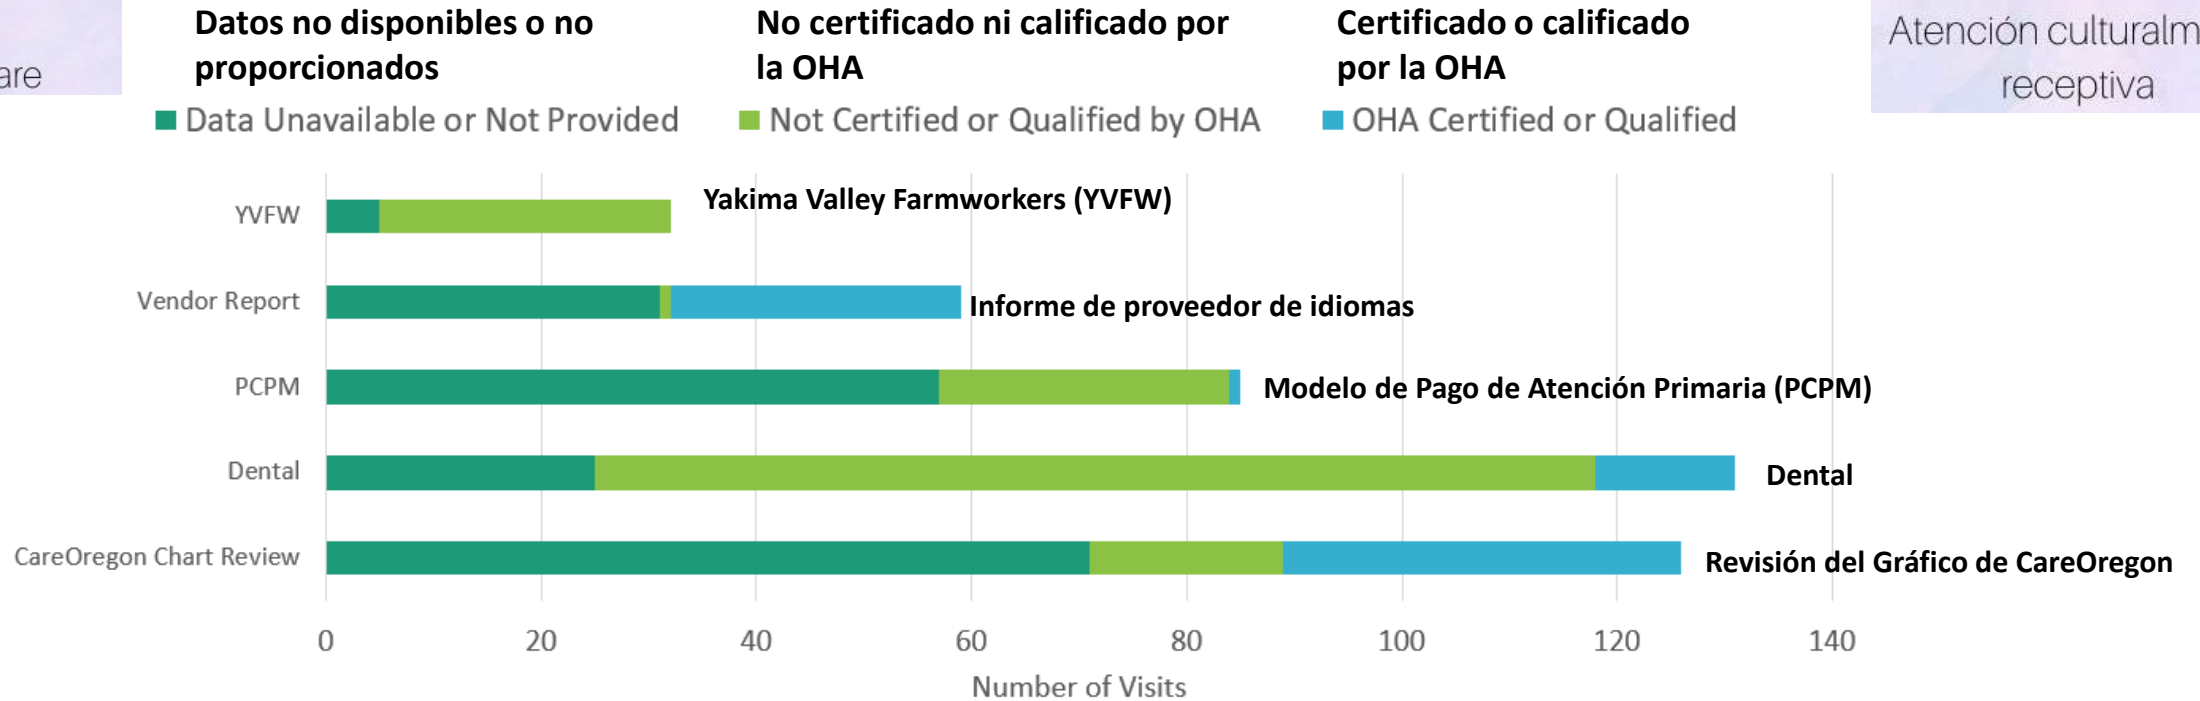 are
Datos no disponibles o no
proporcionados
No certificado ni calificado por
la OHA
Certificado o calificado
por la OHA
Atención culturalm
receptiva
Data Unavailable or Not Provided
Not Certified or Qualified by OHA
OHA Certified or Qualified
YVFW
Yakima Valley Farmworkers (YVFW)
Vendor Report
Informe de proveedor de idiomas
PCPM
Modelo de Pago de Atención Primaria (PCPM)
Dental
Dental
CareOregon Chart Review
Revisión del Gráfico de CareOregon
0
20
40
60
80
100
120
140
Number of Visits